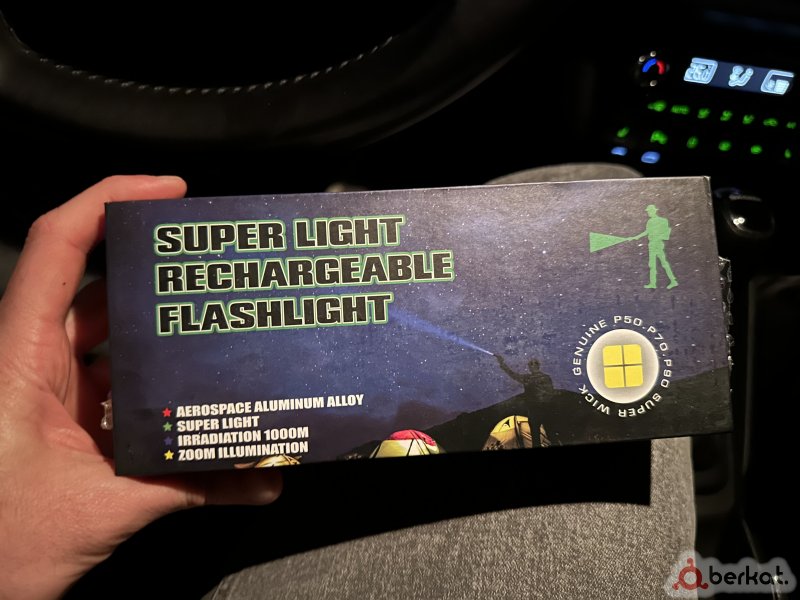 SUPER LIGHT
RECHARGEABLE
FLASHLIGHT
GENUINE P50.P70.P90 SUPER WICK
AEROSPACE ALUMINUM ALLOY
SUPER LIGHT
IRRADIATION 1000M
ZOOM ILLUMINATION
berkat.